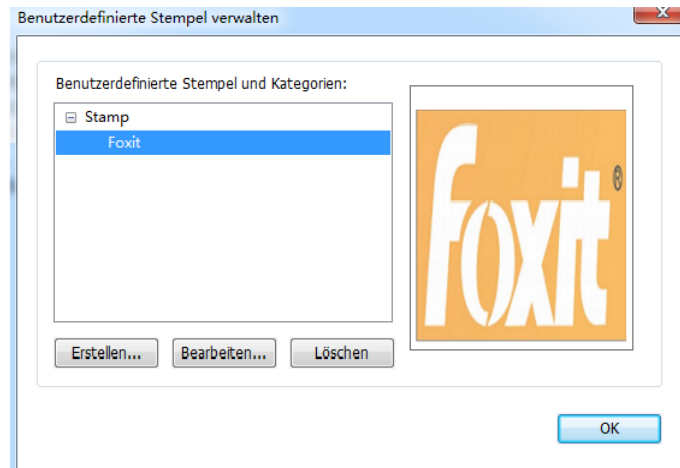 Benutzerdefinierte Stempel verwalten
Benutzerdefinierte Stempel und Kategorien:
Stamp
Foxit
foxit®
Erstellen...
Bearbeiten...
Löschen
OK